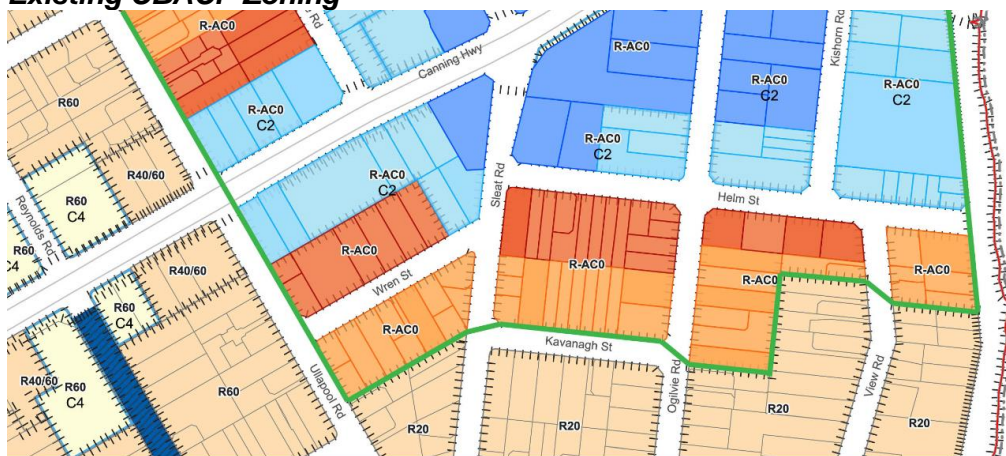 Existing CBACP Zoning
R-AC0
Rd
Canning Hwy
Kishorn Rd
R60
R-AC0
C2
R-AC0
C2
R-AC0
C2
R-AC0
C2
R40/60
R60
C4
Reynolds Rd
R-AC0
C2
Sleat Rd
Helm St
R60
C4
R-AC0
R-AC0
R-AC0
R-AC0
R40/60
Wren St
R60
C4
R-AC0
Kavanagh St
R40/60
R60
C4
R60
Ullapool Rd
Ogilvie Rd
View Rd
R20
R20
R20
R20